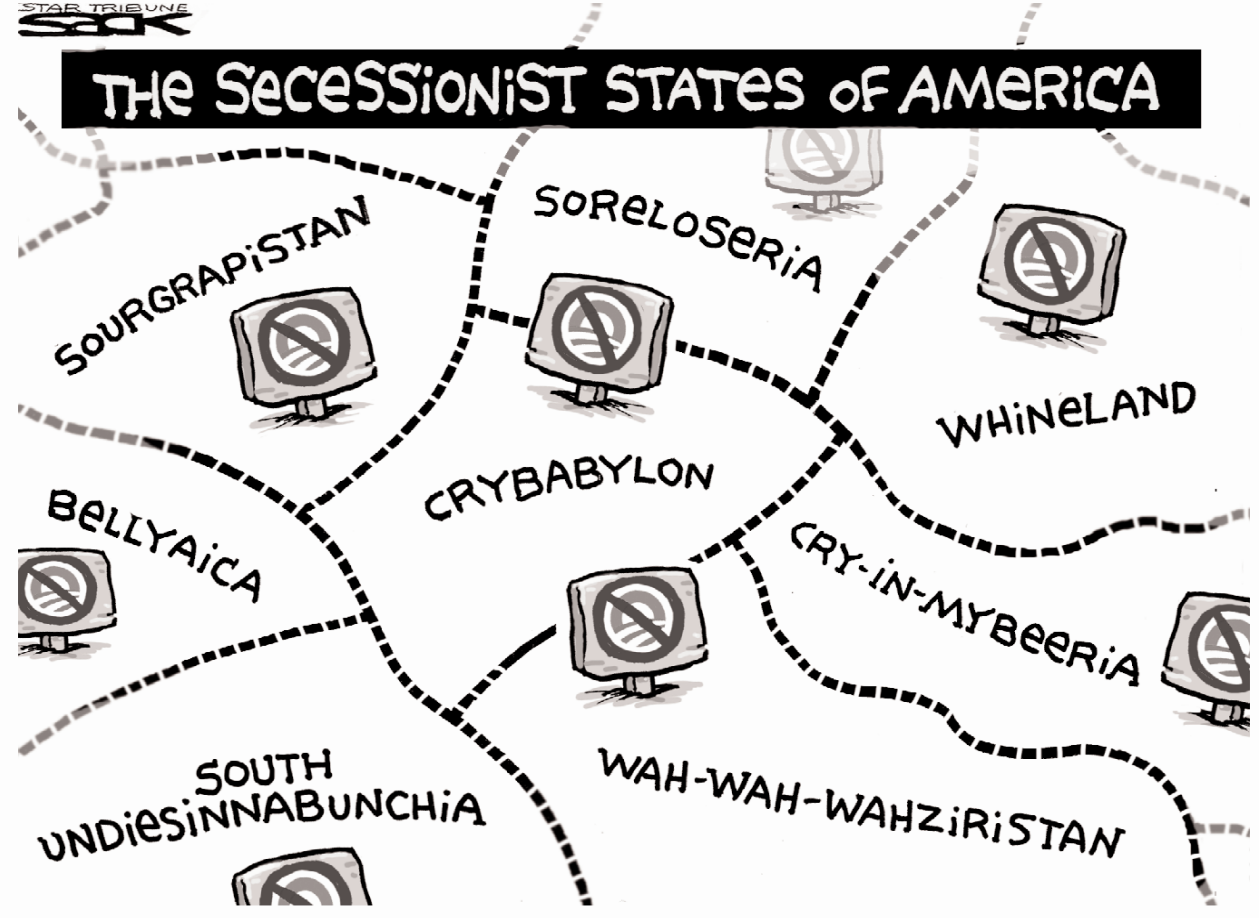 STAR TRIBUNE
SACK
THE SECESSIONIST STATES OF AMERICA
SORELOSERIA
SOURGRAPISTAN
WHINELAND
CRYBABYLON
BELLYAICA
CRY-IN-MYBEERIA
SOUTH
UNDIESINNABUNCHIA
WAH-WAH-WAHZIRISTAN